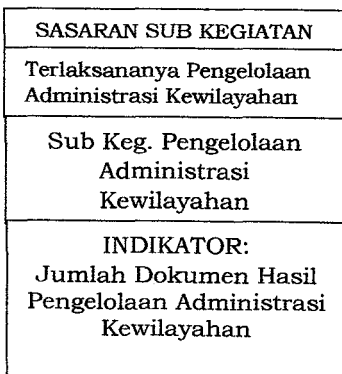 SASARAN SUB KEGIATAN
Terlaksananya Pengelolaan
Administrasi Kewilayahan
Sub Keg. Pengelolaan
Administrasi
Kewilayahan
INDIKATOR:
Jumlah Dokumen Hasil
Pengelolaan Administrasi
Kewilayahan